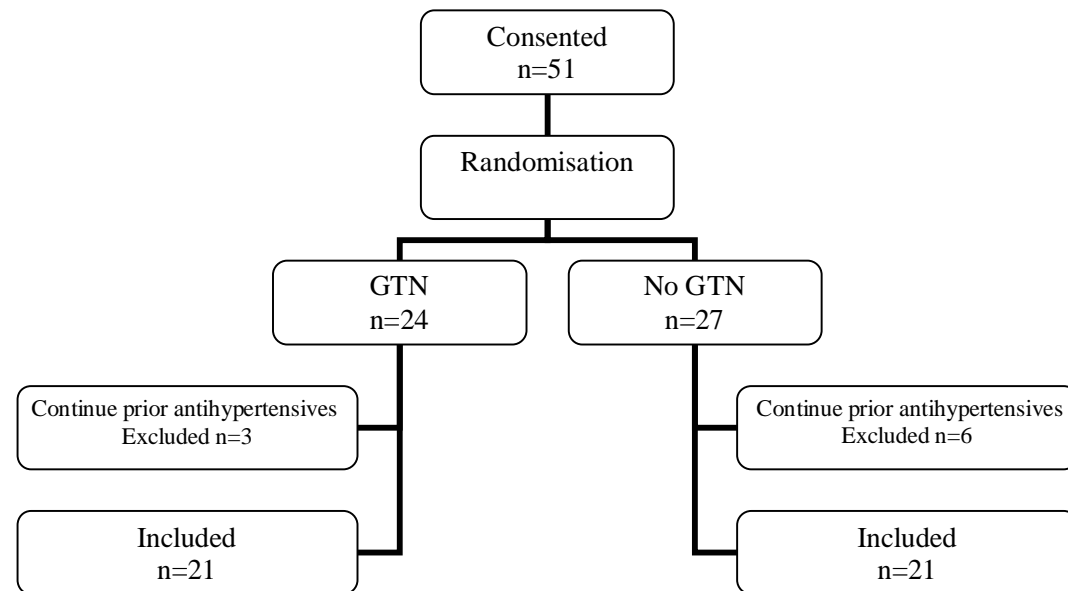 Consented
n=51
Randomisation
GTN
n=24
No GTN
n=27
Continue prior antihypertensives
Excluded n=3
Continue prior antihypertensives
Excluded n=6
Included
n=21
Included
n=21